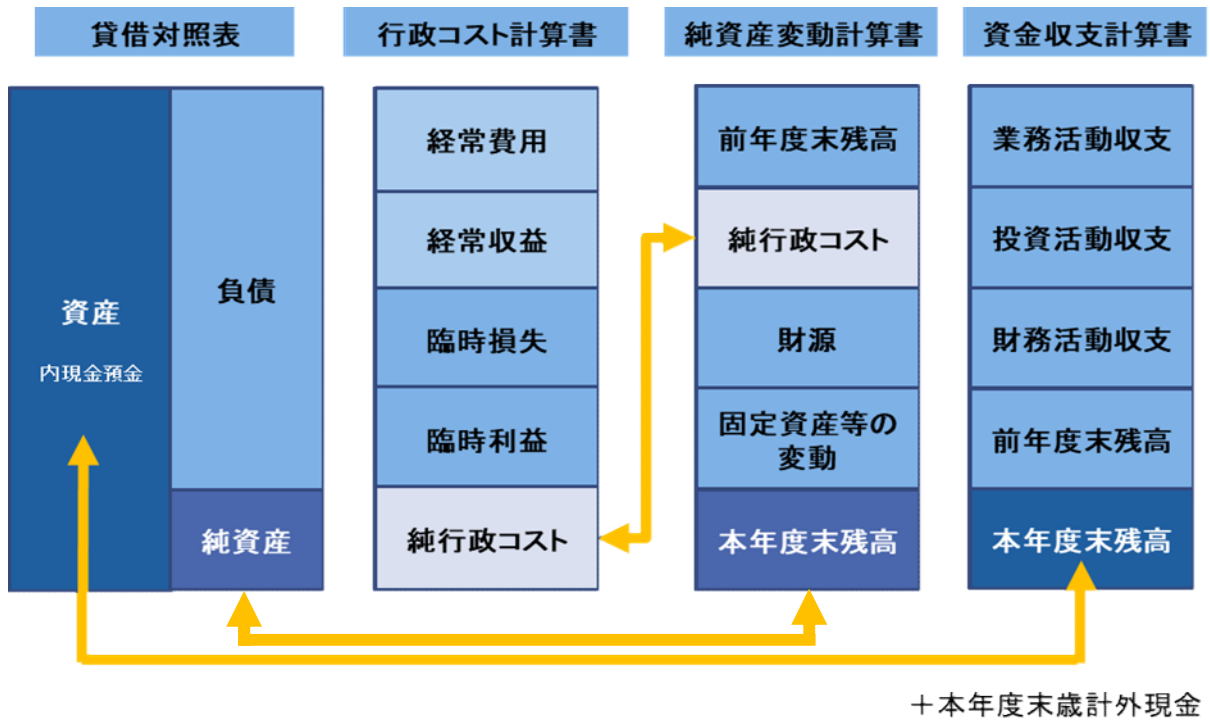 貸借対照表
資産
内現金預金
負債
純資産
行政コスト計算書
経常費用
経常収益
臨時損失
臨時利益
純行政コスト
純資産変動計算書
前年度末残高
純行政コスト
財源
固定資産等の
変動
本年度末残高
資金収支計算書
業務活動収支
投資活動収支
財務活動収支
前年度末残高
本年度末残高
＋本年度末歳計外現金